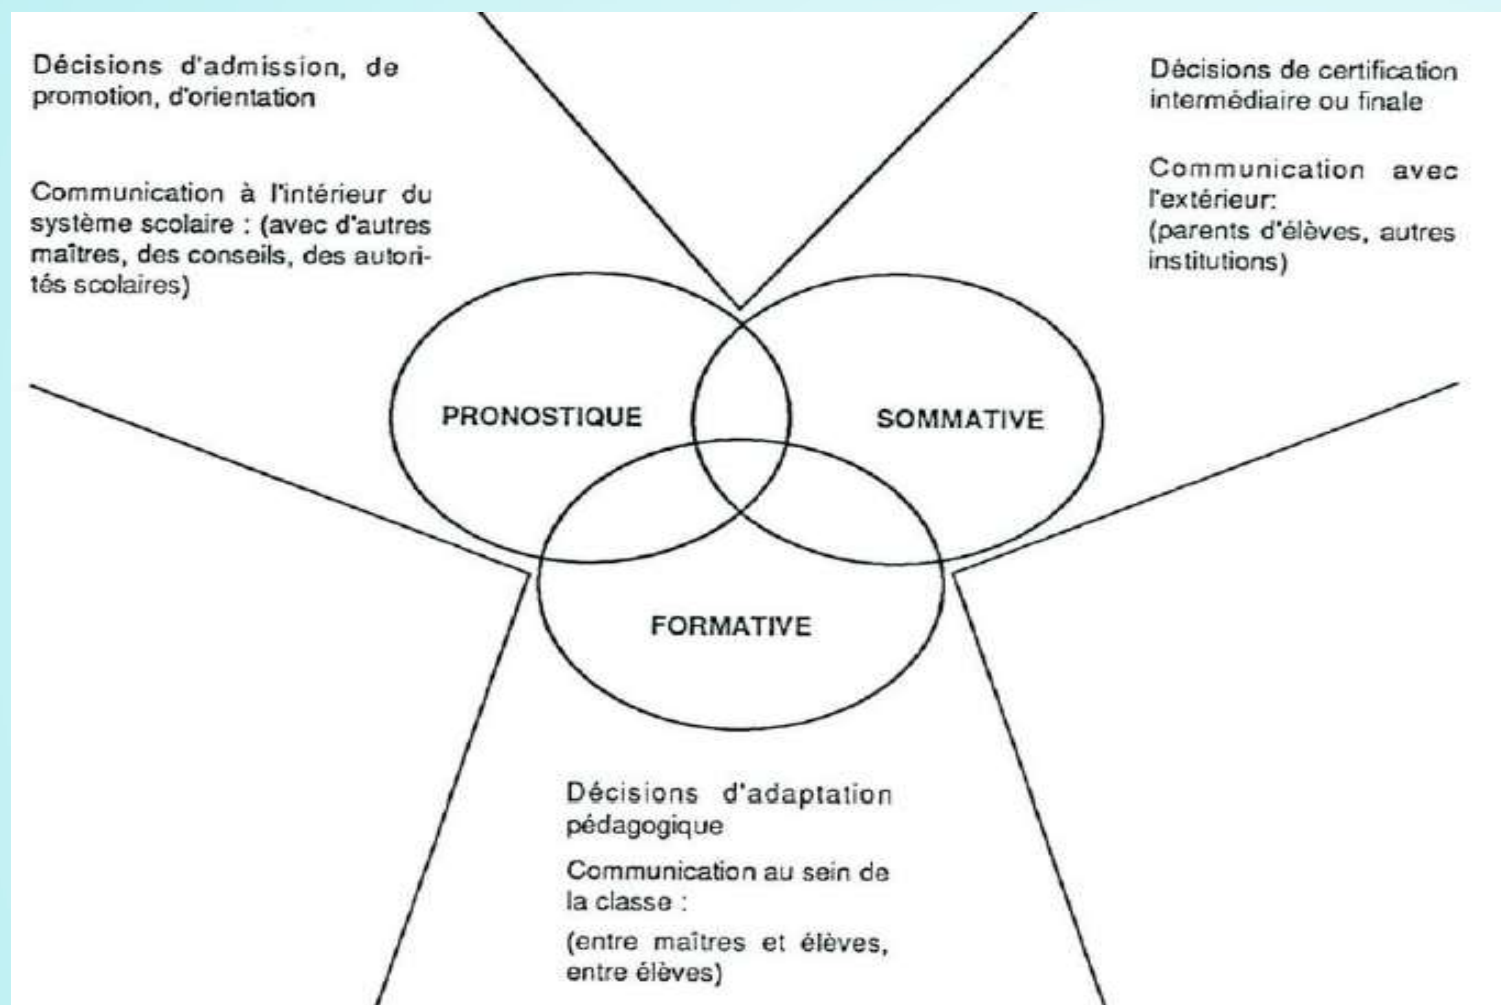 Décisions d'admission, de
promotion, d'orientation
Communication à l'intérieur du
système scolaire : (avec d'autres
maîtres, des conseils, des autori-
tés scolaires)
Décisions de certification
intermédiaire ou finale
Communication avec
l'extérieur:
(parents d'élèves, autres
institutions)
PRONOSTIQUE
SOMMATIVE
FORMATIVE
Décisions d'adaptation
pédagogique
Communication au sein de
la classe :
(entre maîtres et élèves,
entre élèves)